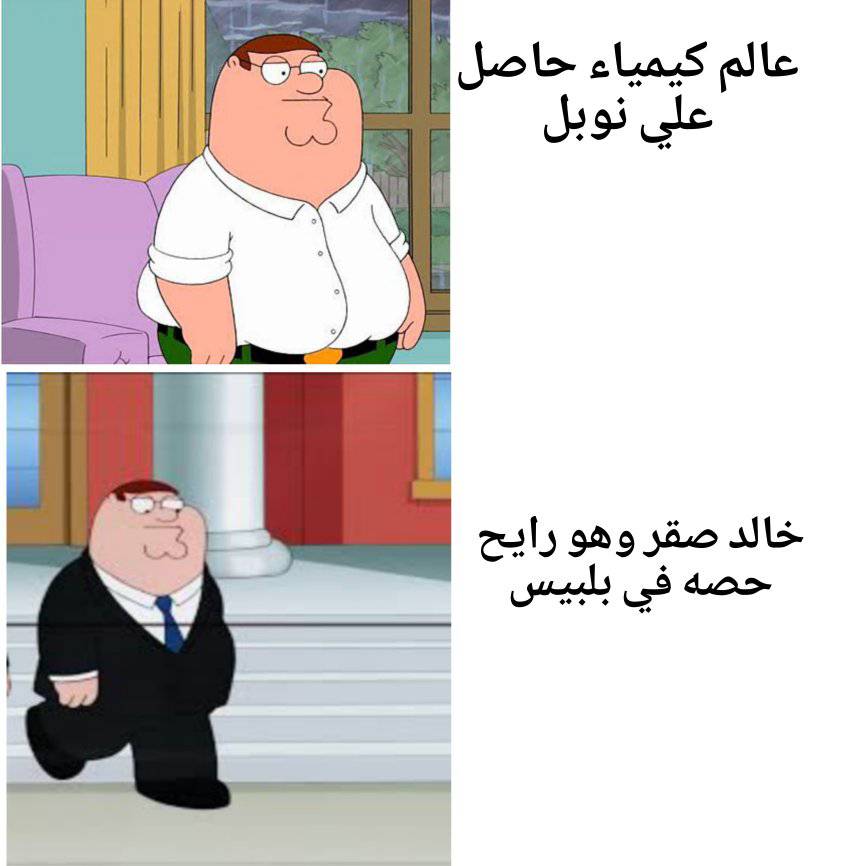 عالم كيمياء حاصل
علي نوبل
خالد صقر وهو رايح
حصه في بلبيس